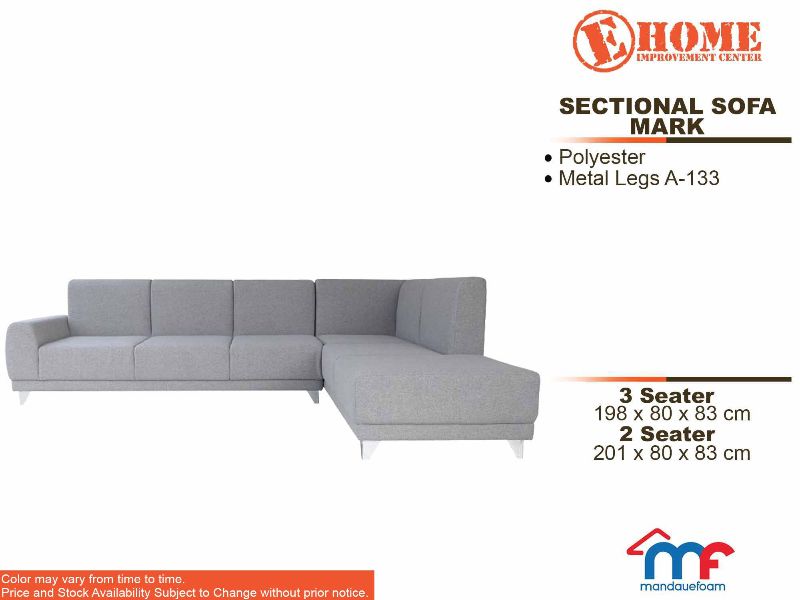 E HOME
IMPROVEMENT CENTER
SECTIONAL SOFA
MARK
• Polyester
• Metal Legs A-133
3 Seater
198 x 80 x 83 cm
2 Seater
201 x 80 x 83 cm
mf
mandauefoam
Color may vary from time to time.
Price and Stock Availability Subject to Change without prior notice.